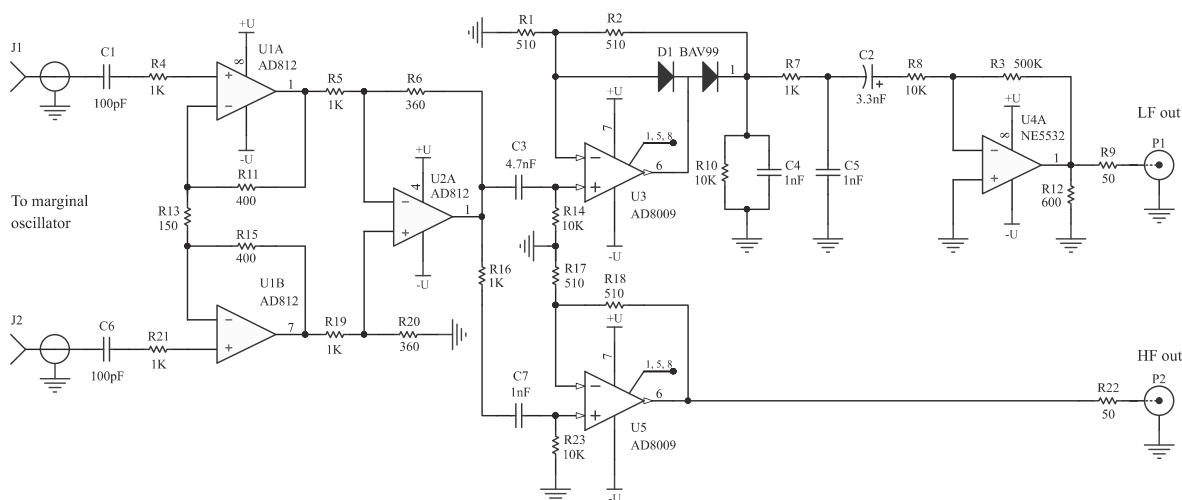 J1
C1
100pF
R4
1K
+U
8
U1A
AD812
1
+
−
-U
R11
400
R13
150
R15
400
To marginal
oscillator
U1B
AD812
7
−
+
J2
C6
100pF
R21
1K
R5
1K
R6
360
R19
1K
R20
360
+U
4
U2A
AD812
1
−
+
-U
R16
1K
C3
4.7nF
R14
10K
R17
510
R18
510
C7
1nF
R23
10K
R1
510
R2
510
D1 BAV99
1
+U
7
1, 5, 8
6
−
+
U3
AD8009
-U
+U
7
1, 5, 8
6
−
+
U5
AD8009
-U
R10
10K
C4
1nF
R7
1K
C5
1nF
C2
+
3.3nF
R8
10K
R3 500K
+U
8
U4A
NE5532
1
−
+
-U
R12
600
R9
50
LF out
P1
HF out
P2
R22
50